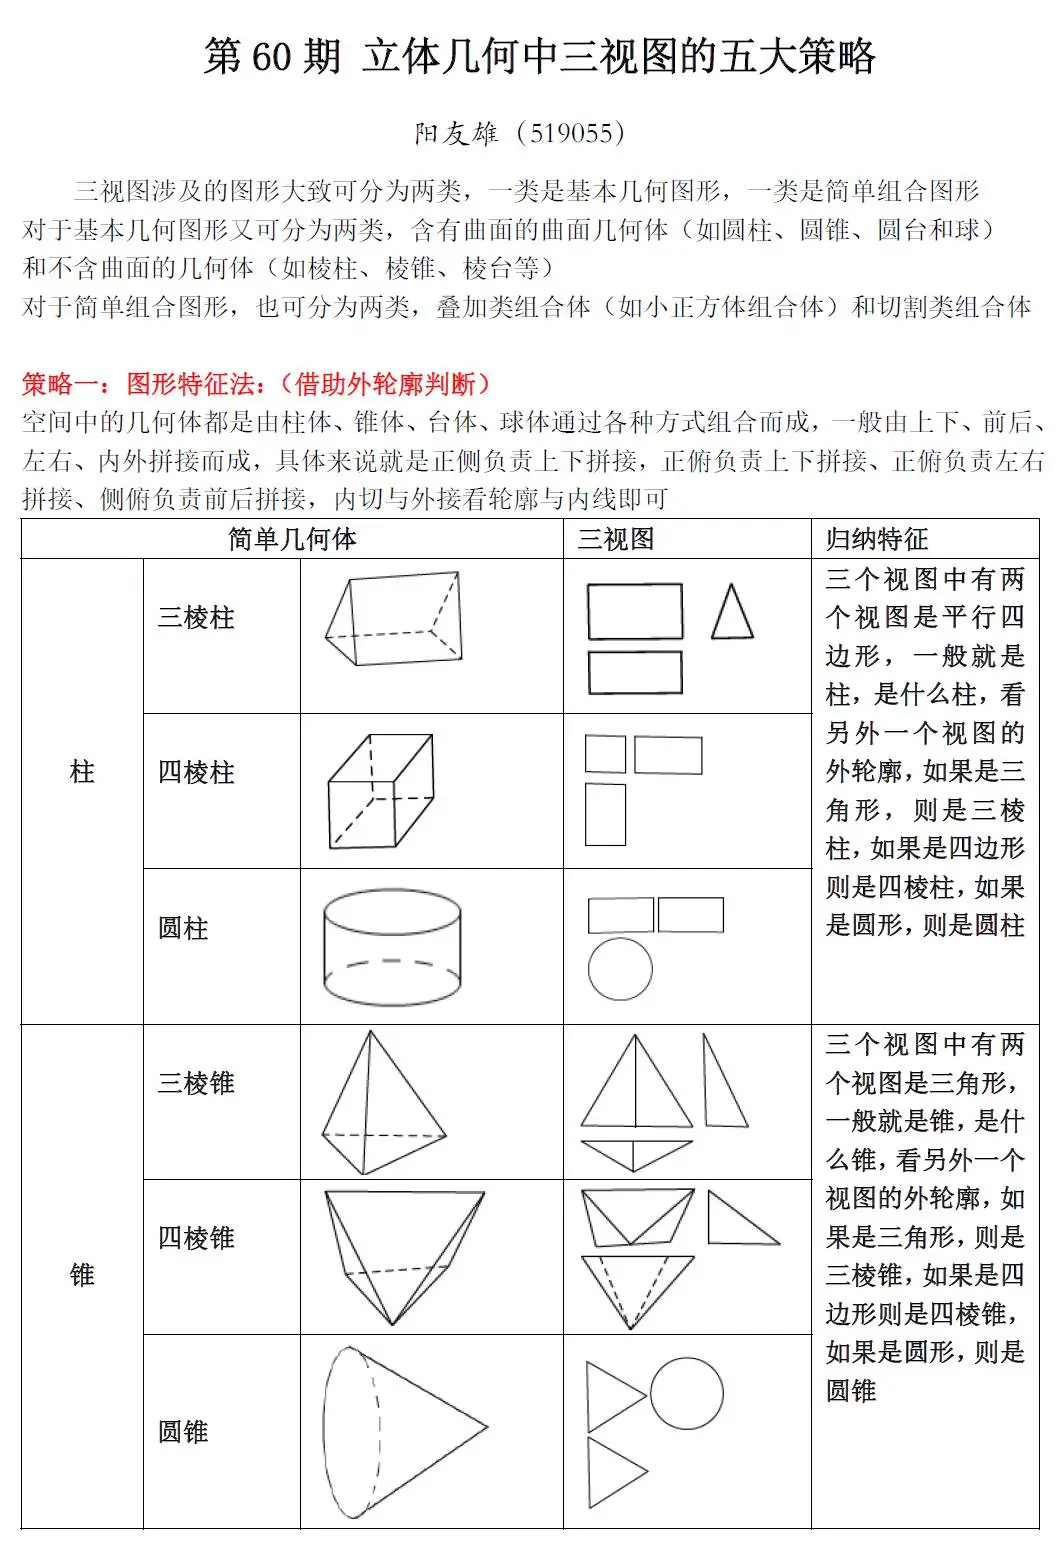 第 60 期 立体几何中三视图的五大策略
阳友雄（519055）
三视图涉及的图形大致可分为两类，一类是基本几何图形，一类是简单组合图形
对于基本几何图形又可分为两类，含有曲面的曲面几何体（如圆柱、圆锥、圆台和球）
和不含曲面的几何体（如棱柱、棱锥、棱台等）
对于简单组合图形，也可分为两类，叠加类组合体（如小正方体组合体）和切割类组合体
策略一：图形特征法：（借助外轮廓判断）
空间中的几何体都是由柱体、锥体、台体、球体通过各种方式组合而成，一般由上下、前后、
左右、内外拼接而成，具体来说就是正侧负责上下拼接，正俯负责上下拼接、正俯负责左右
拼接、侧俯负责前后拼接，内切与外接看轮廓与内线即可
简单几何体 三视图 归纳特征
柱
三棱柱
四棱柱
圆柱
三个视图中有两
个视图是平行四
边形，一般就是
柱，是什么柱，看
另外一个视图的
外轮廓，如果是三
角形，则是三棱
柱，如果是四边形
则是四棱柱，如果
是圆形，则是圆柱
锥
三棱锥
四棱锥
圆锥
三个视图中有两
个视图是三角形，
一般就是锥，是什
么锥，看另外一个
视图的外轮廓，如
果是三角形，则是
三棱锥，如果是四
边形则是四棱锥，
如果是圆形，则是
圆锥